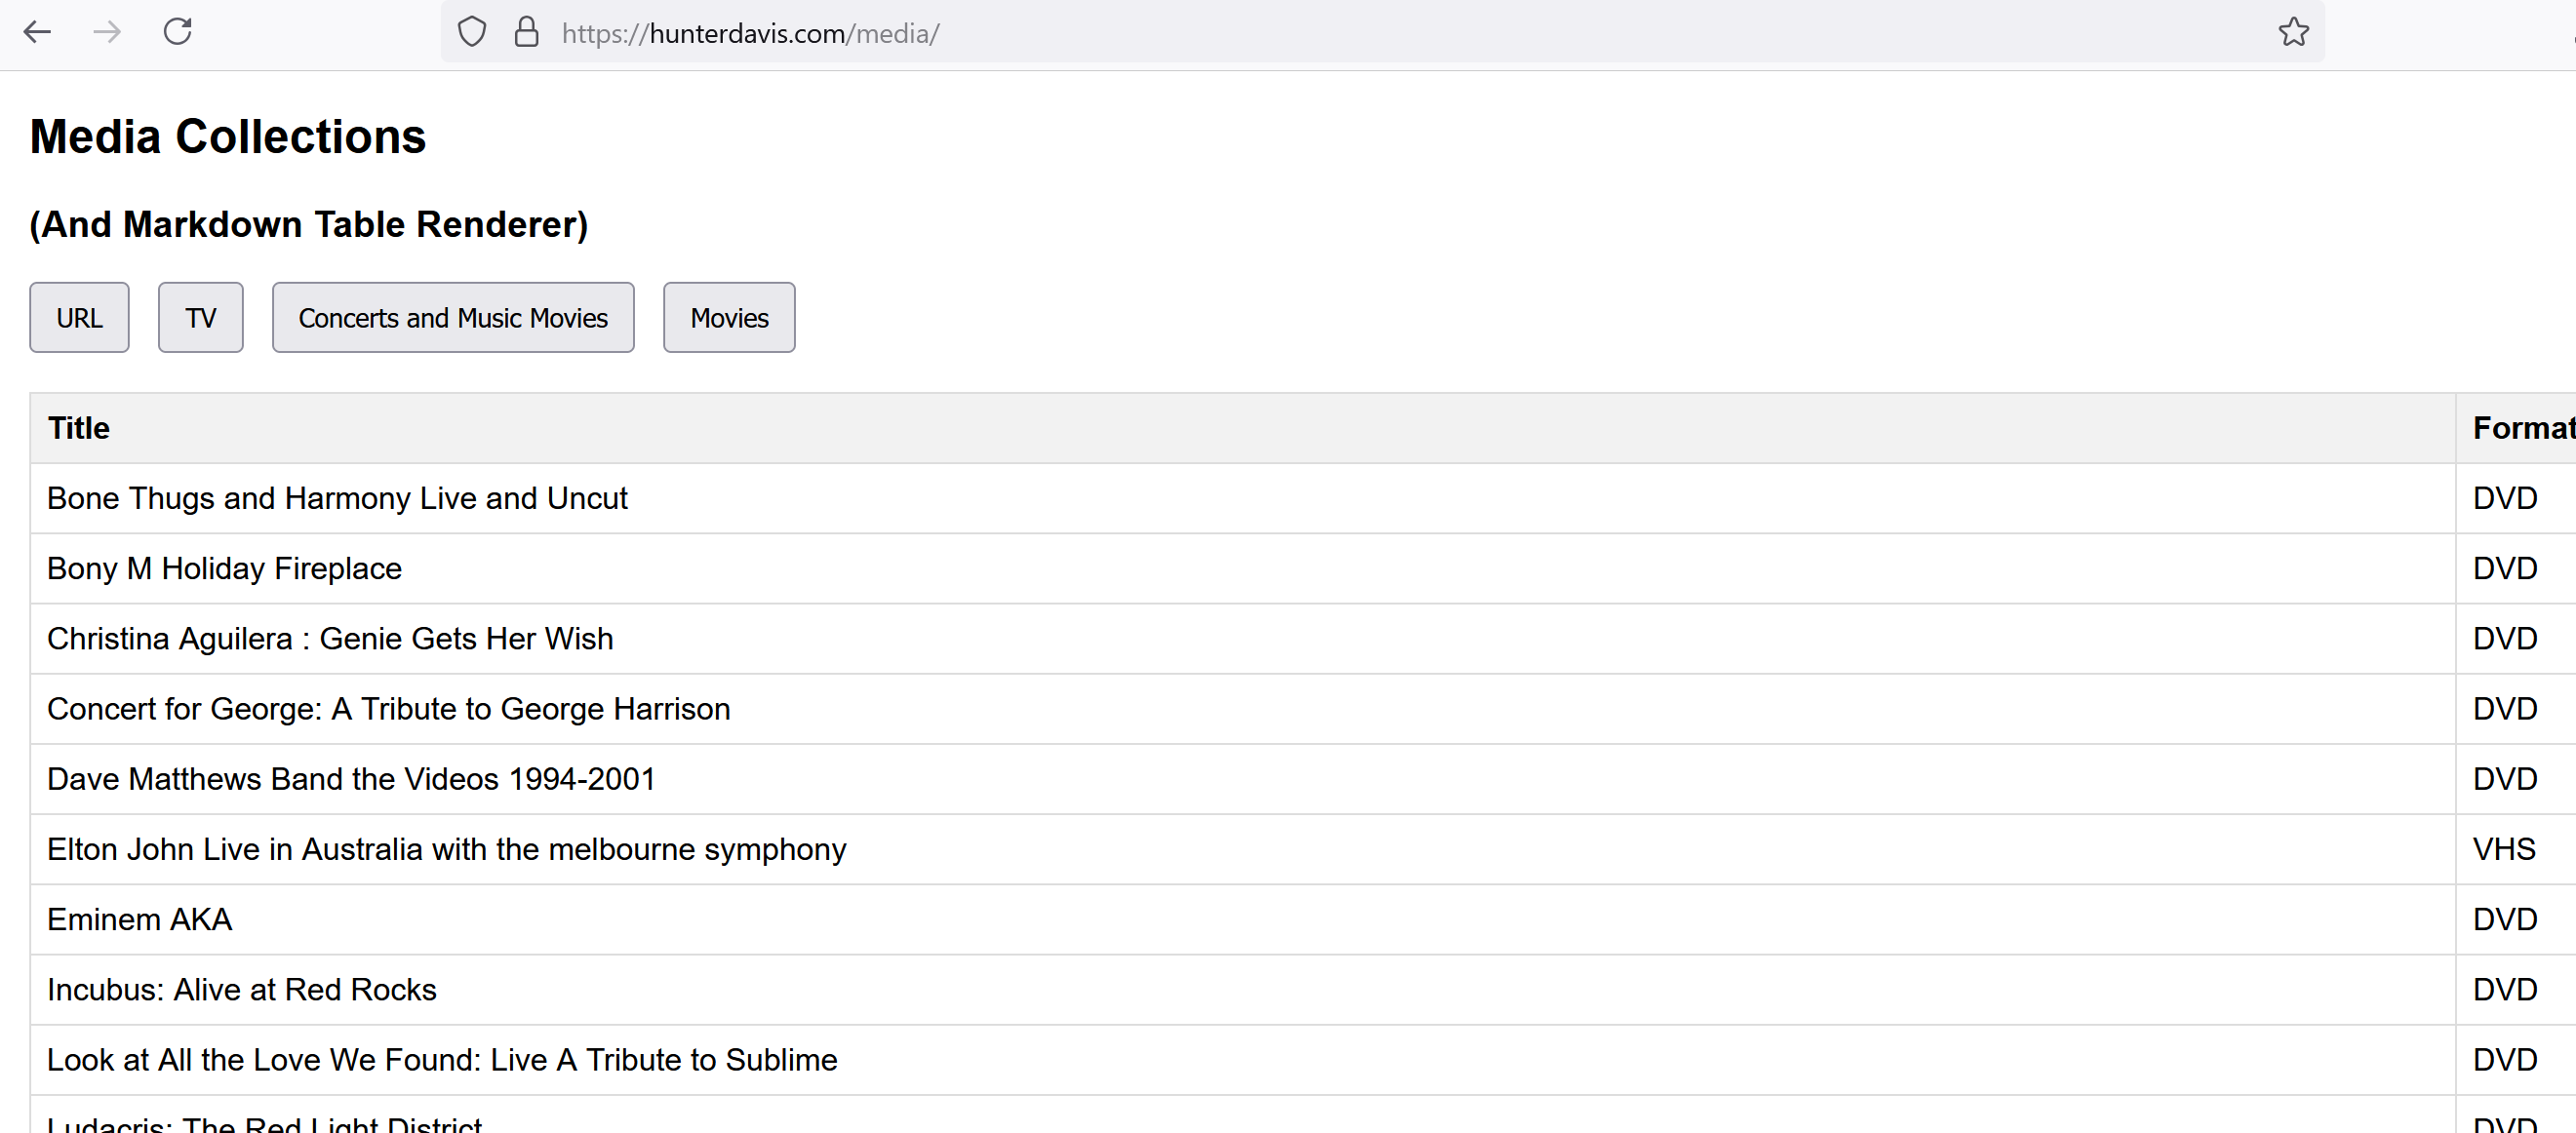 https://hunterdavis.com/media/
Media Collections
(And Markdown Table Renderer)
URL TV Concerts and Music Movies Movies
Title Format
Bone Thugs and Harmony Live and Uncut DVD
Bony M Holiday Fireplace DVD
Christina Aguilera : Genie Gets Her Wish DVD
Concert for George: A Tribute to George Harrison DVD
Dave Matthews Band the Videos 1994-2001 DVD
Elton John Live in Australia with the melbourne symphony VHS
Eminem AKA DVD
Incubus: Alive at Red Rocks DVD
Look at All the Love We Found: Live A Tribute to Sublime DVD
Ludacris: The Red Light District DVD